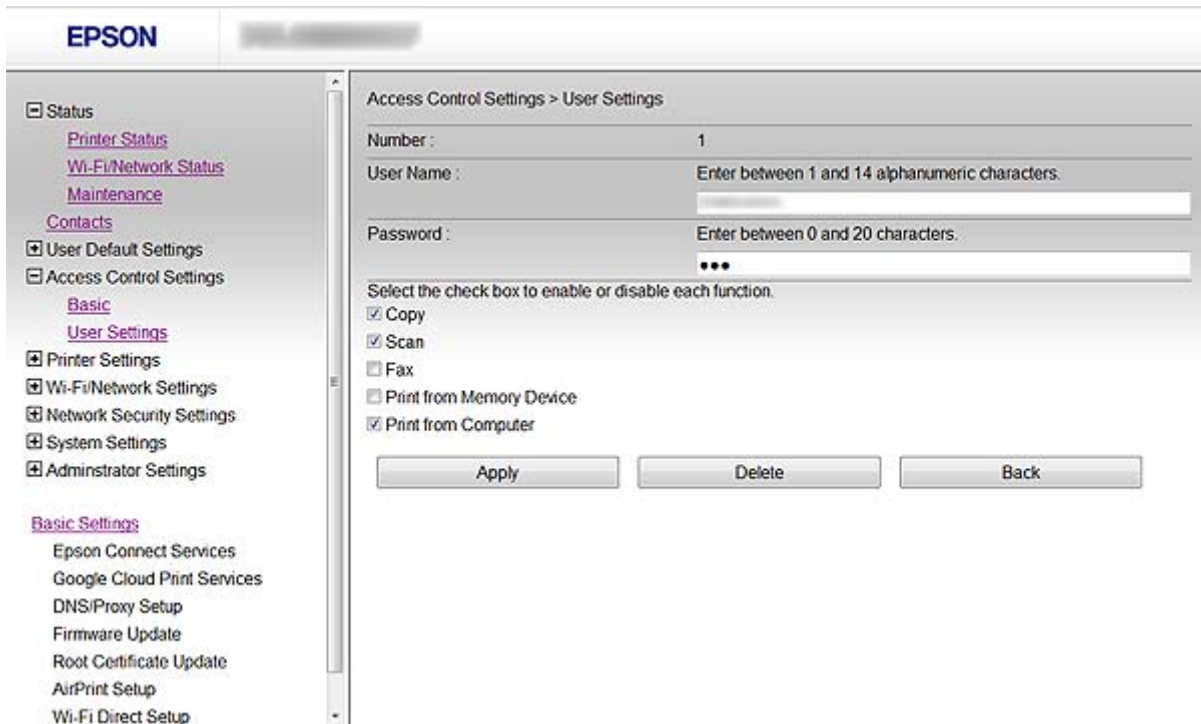 EPSON
Status
Printer Status
Wi-Fi/Network Status
Maintenance
Contacts
User Default Settings
Access Control Settings
Basic
User Settings
Printer Settings
Wi-Fi/Network Settings
Network Security Settings
System Settings
Adminstrator Settings
Basic Settings
Epson Connect Services
Google Cloud Print Services
DNS/Proxy Setup
Firmware Update
Root Certificate Update
AirPrint Setup
Wi-Fi Direct Setup
Access Control Settings > User Settings
Number : 1
User Name : Enter between 1 and 14 alphanumeric characters.
Password : Enter between 0 and 20 characters.
•••
Select the check box to enable or disable each function.
Copy
Scan
Fax
Print from Memory Device
Print from Computer
Apply Delete Back